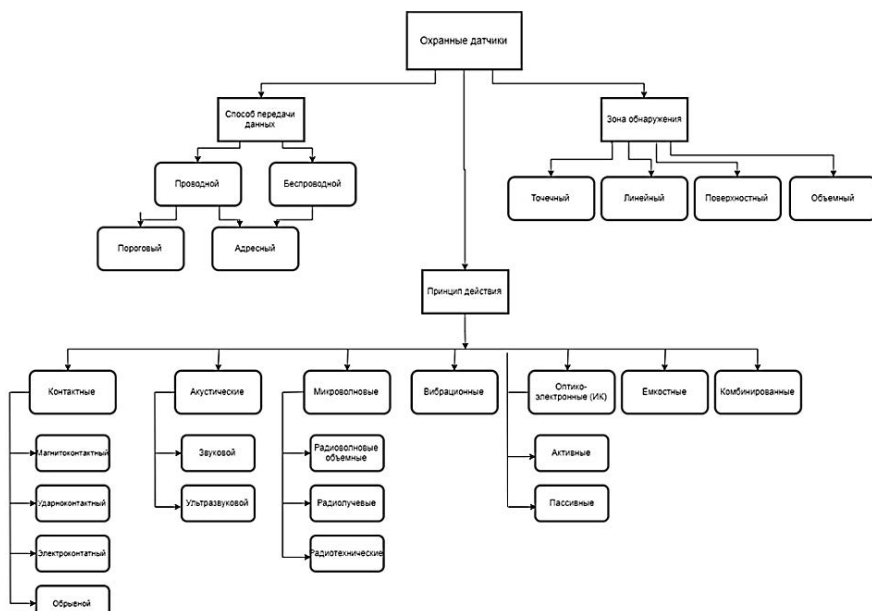 Охранные датчики
Способ передачи
данных
Зона обнаружения
Проводной
Беспроводной
Точечный
Линейный
Поверхностный
Объемный
Пороговый
Адресный
Принцип действия
Контактные
Акустические
Микроволновые
Вибрационные
Оптико-
электронные (ИК)
Емкостные
Комбинированные
Магнитоконтактный
Звуковой
Радиоволновые
объемные
Активные
Ударноконтактный
Ультразвуковой
Радиолучевые
Пассивные
Электроконтатный
Радиотехнические
Обрывной